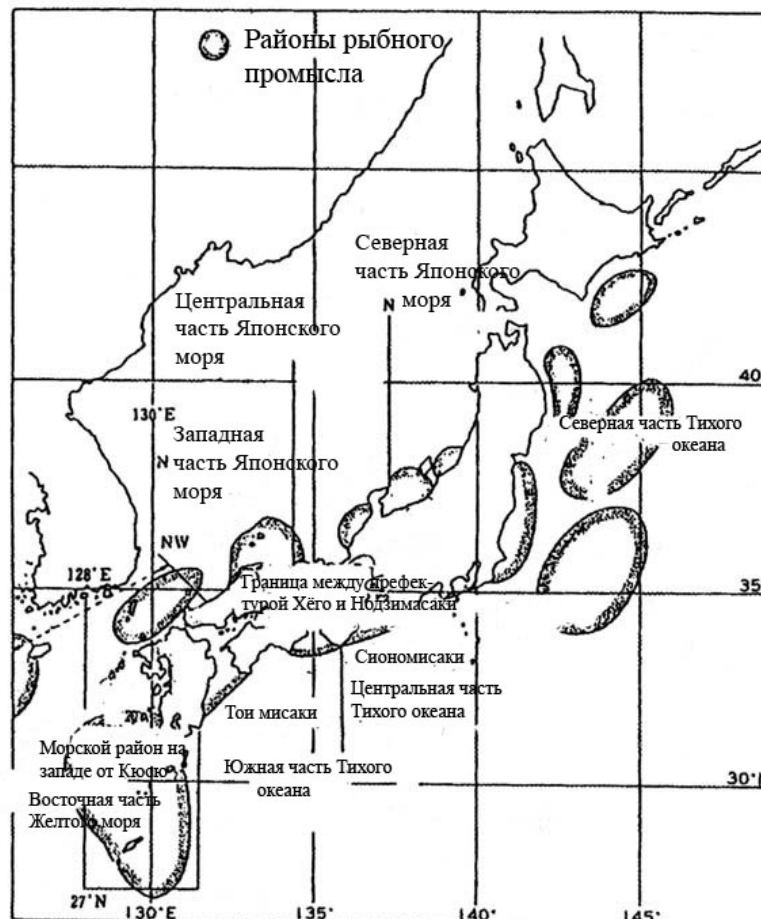 Районы рыбного
промысла
Северная
часть Японского
моря
Центральная
часть Японского
моря
N
40
130°E
Северная часть Тихого
океана
Западная
N
часть Японского
моря
NW
128°E
Граница между префек-
турой Хёго и Нодзимасаки
35
Сиономисаки
Центральная часть
Тихого океана
Тои мисаки
Морской район на
западе от Кюсю
Южная часть Тихого
океана
30°
Восточная часть
Желтого моря
27°N
130°E
135°
140°
145°